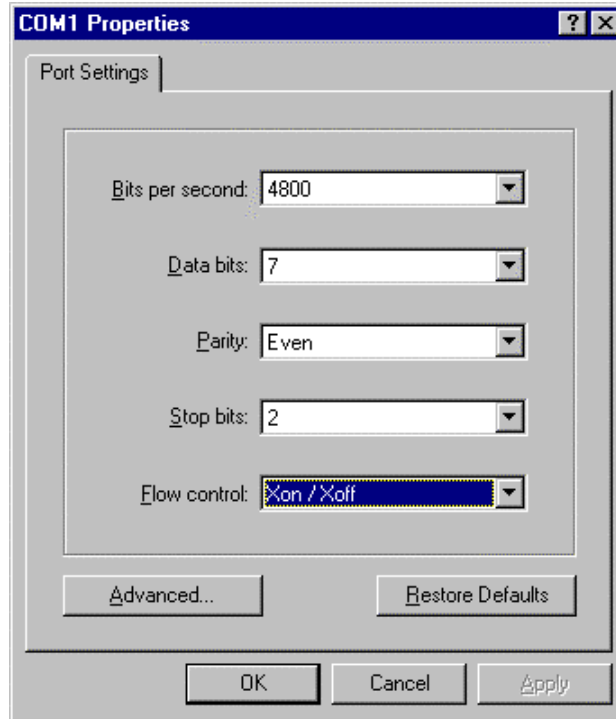 COM1 Properties
Port Settings
Bits per second: 4800
Data bits: 7
Parity: Even
Stop bits: 2
Flow control: Xon / Xoff
Advanced... Restore Defaults
OK Cancel Apply